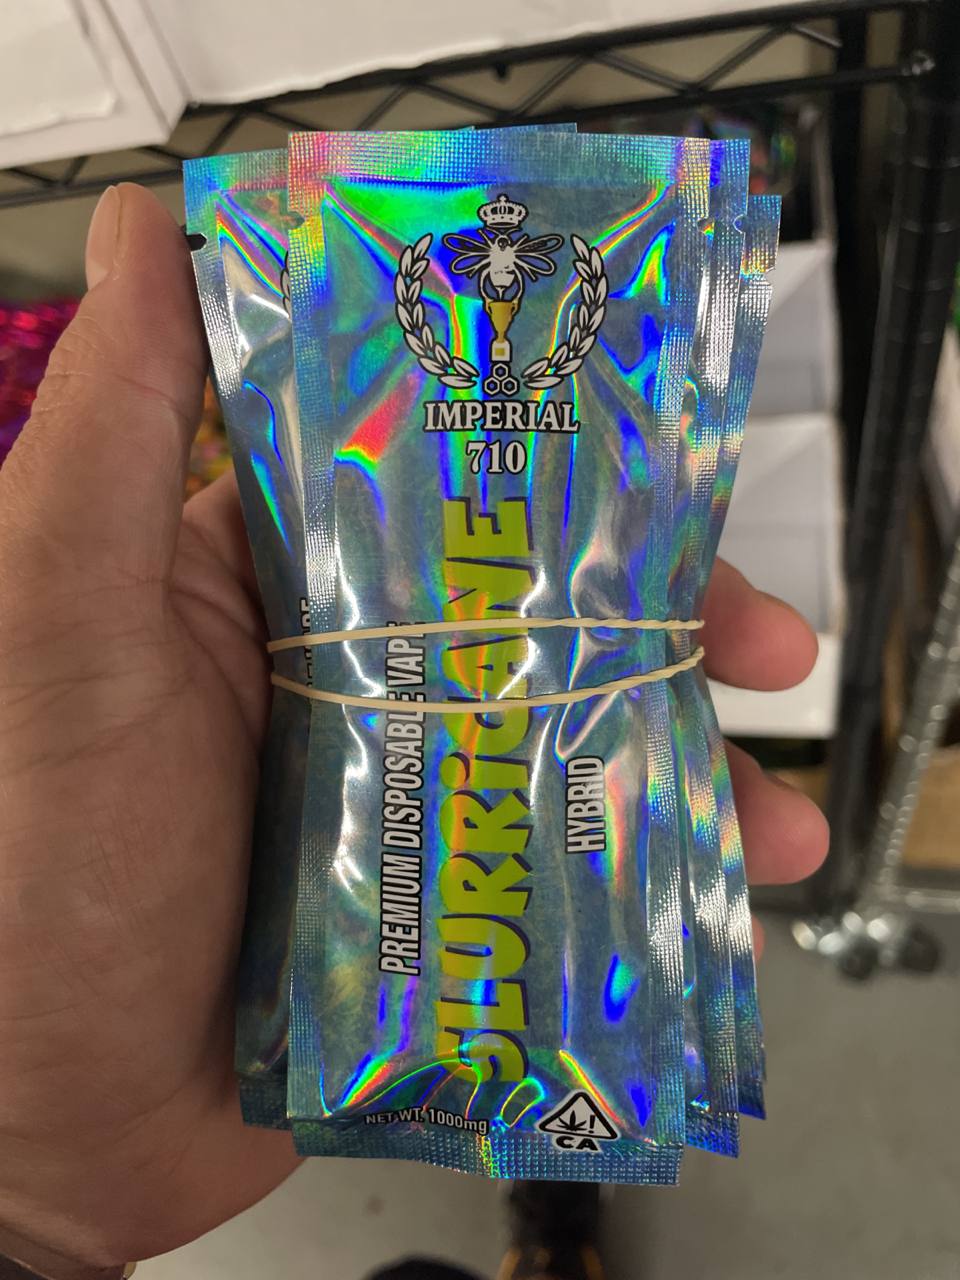 IMPERIAL
710
PREMIUM DISPOSABLE VAPE
SLURRiCANE
HYBRID
NET WT. 1000mg
CA